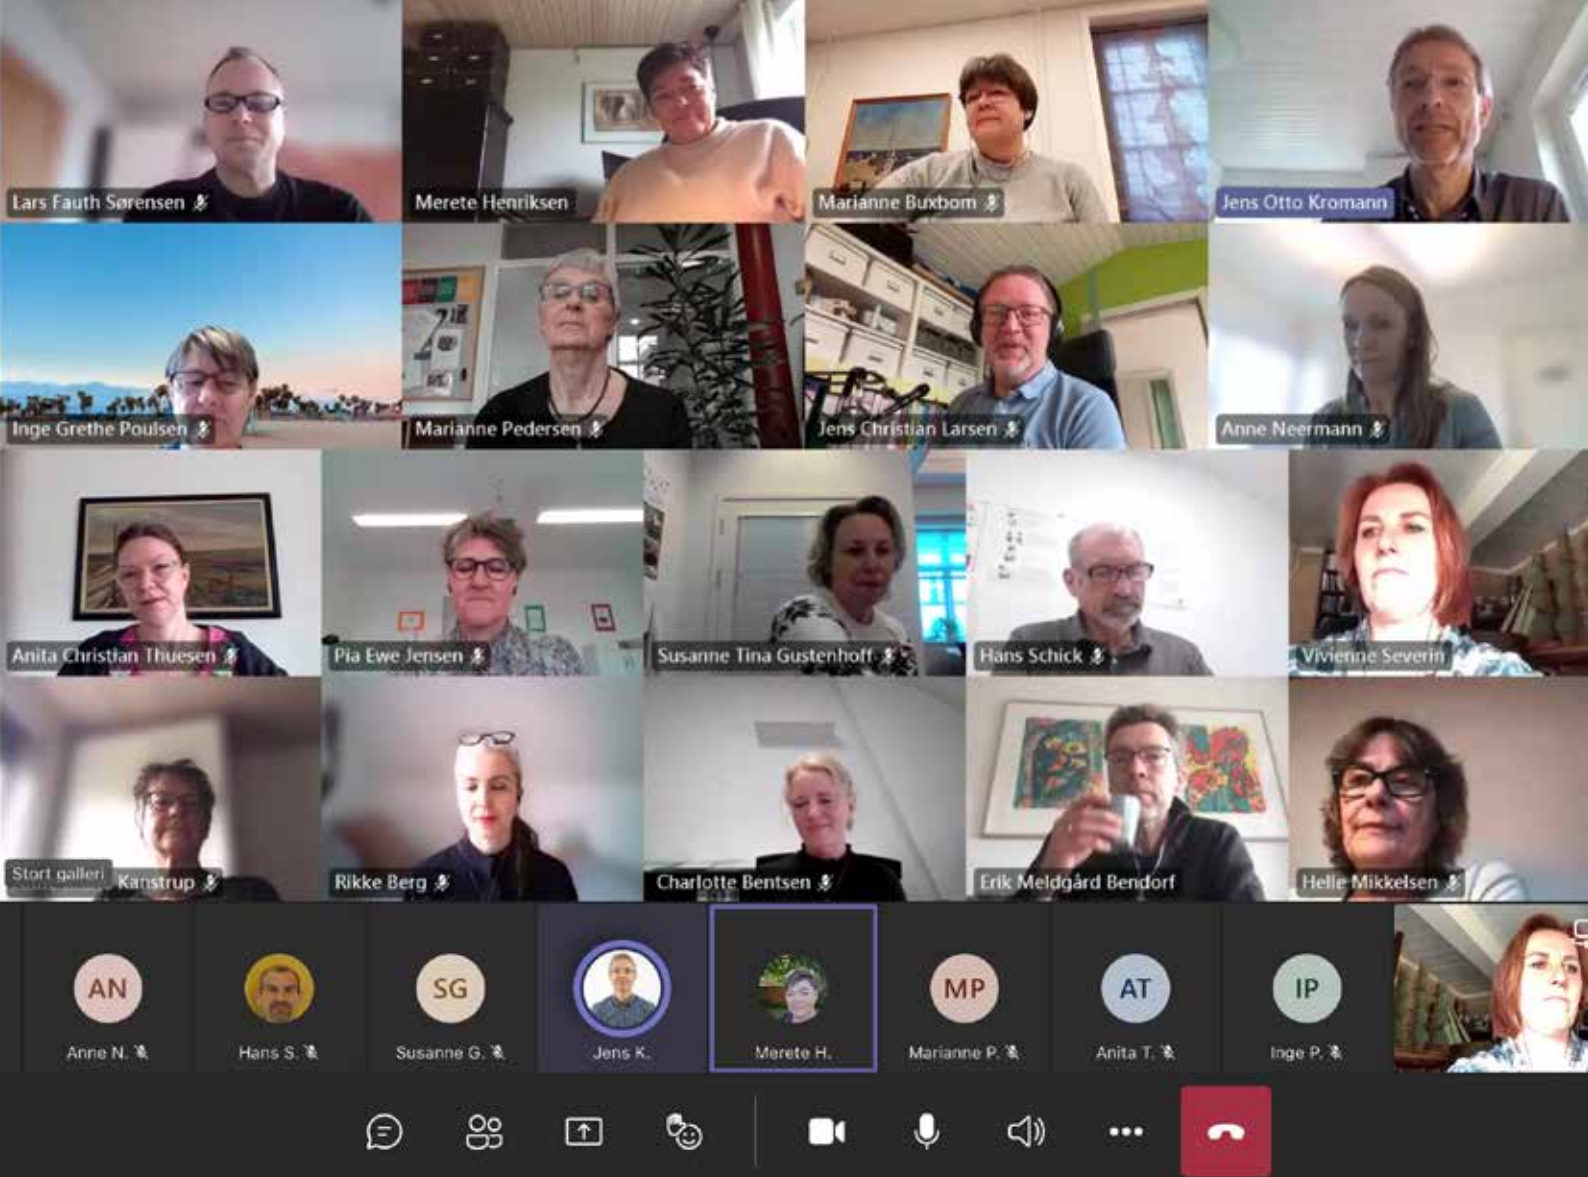 Lars Fauth Sørensen
Merete Henriksen
Marianne Buxbom
Jens Otto Kromann
Inge Grethe Poulsen
Marianne Pedersen
Jens Christian Larsen
Anne Neermann
Anita Christian Thuesen
Pia Ewe Jensen
Susanne Tina Gustenhoff
Hans Schick
Vivienne Severin
Stort galleri
Kanstrup
Rikke Berg
Charlotte Bentsen
Erik Meldgård Bendorf
Helle Mikkelsen
AN
SG
MP
AT
IP
Anne N.
Hans S.
Susanne G.
Jens K.
Merete H.
Marianne P.
Anita T.
Inge P.